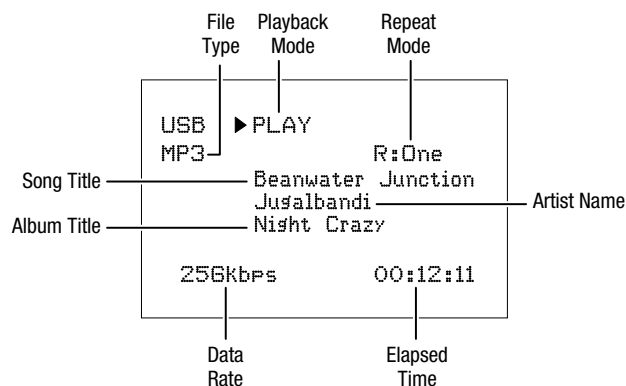 File Type
Playback Mode
Repeat Mode
USB ▶PLAY
MP3
R:One
Song Title
Beanwater Junction
Jugalbandi
Artist Name
Album Title
Night Crazy
256Kbps
00:12:11
Data Rate
Elapsed Time